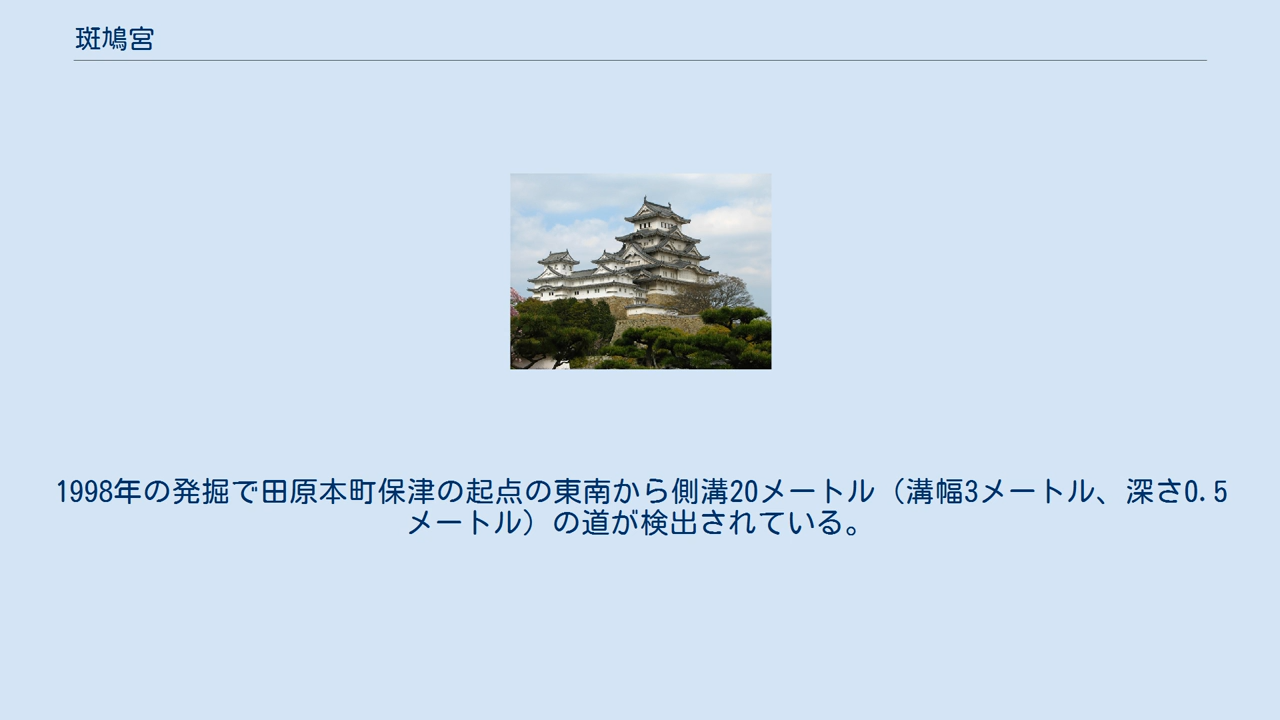 斑鳩宮
1998年の発掘で田原本町保津の起点の東南から側溝20メートル（溝幅3メートル、深さ0.5
メートル）の道が検出されている。